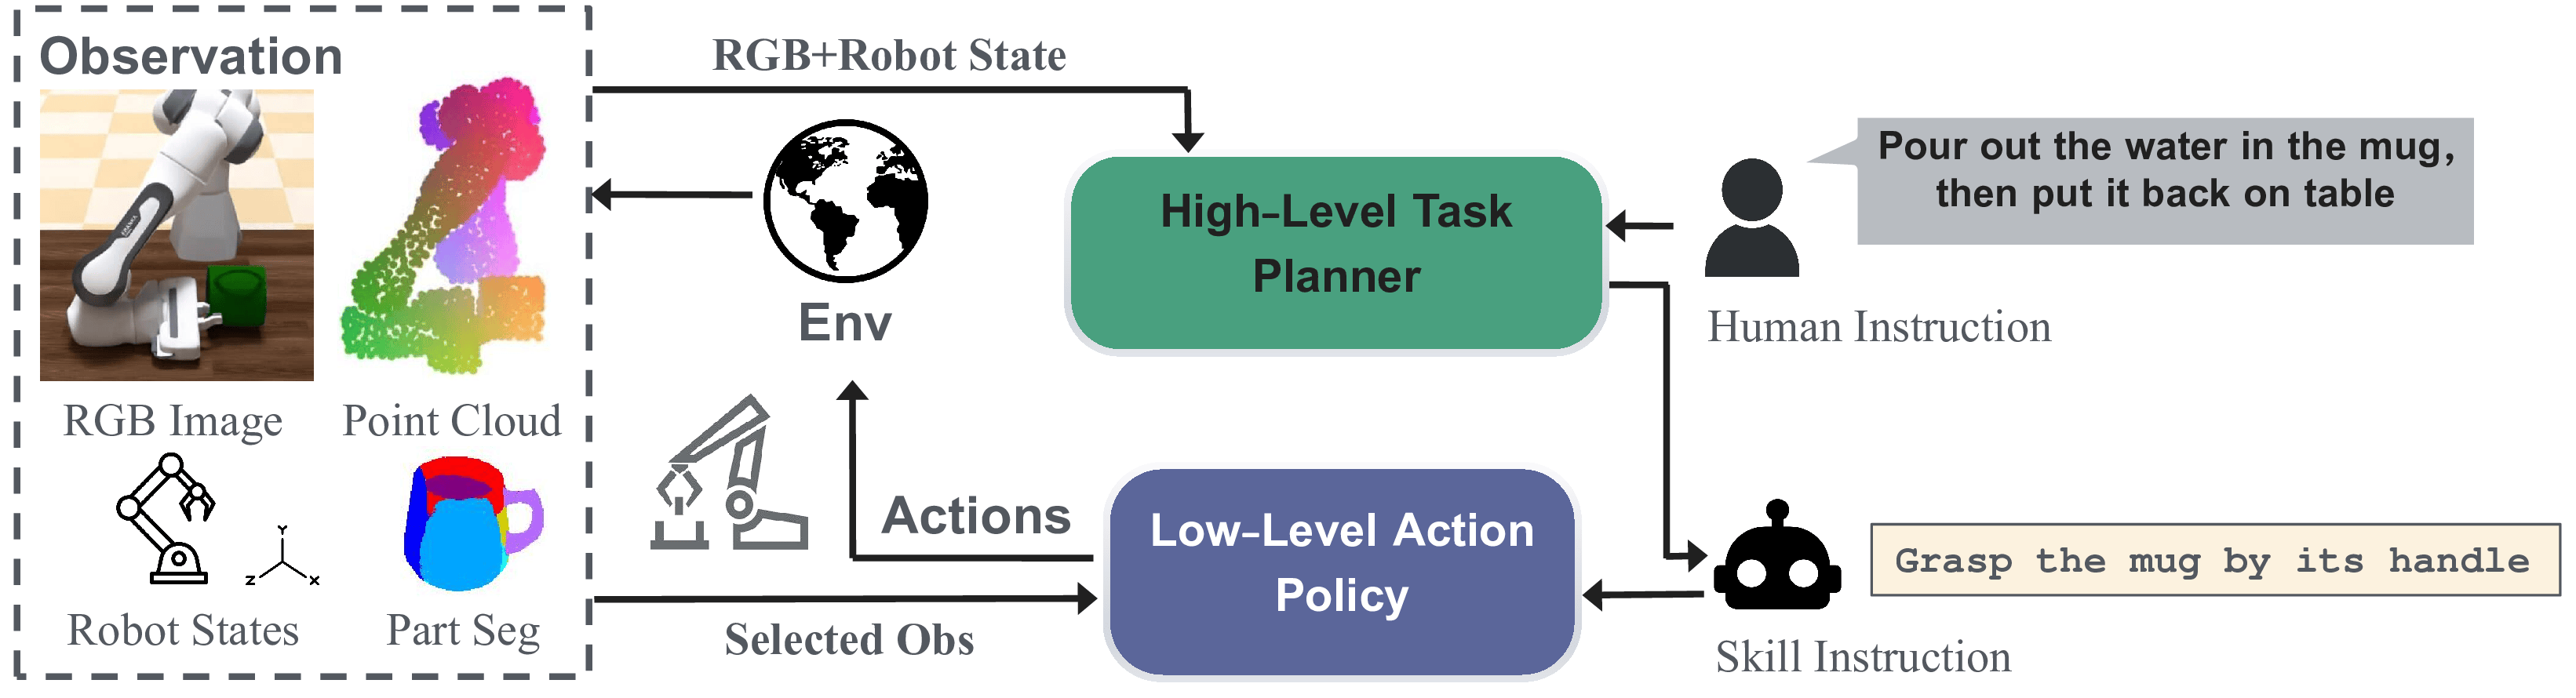 Observation
RGB Image
Point Cloud
Robot States
Part Seg
Y
Z
X
RGB+Robot State
Env
Actions
Selected Obs
High-Level Task
Planner
Low-Level Action
Policy
Pour out the water in the mug,
then put it back on table
Human Instruction
Grasp the mug by its handle
Skill Instruction